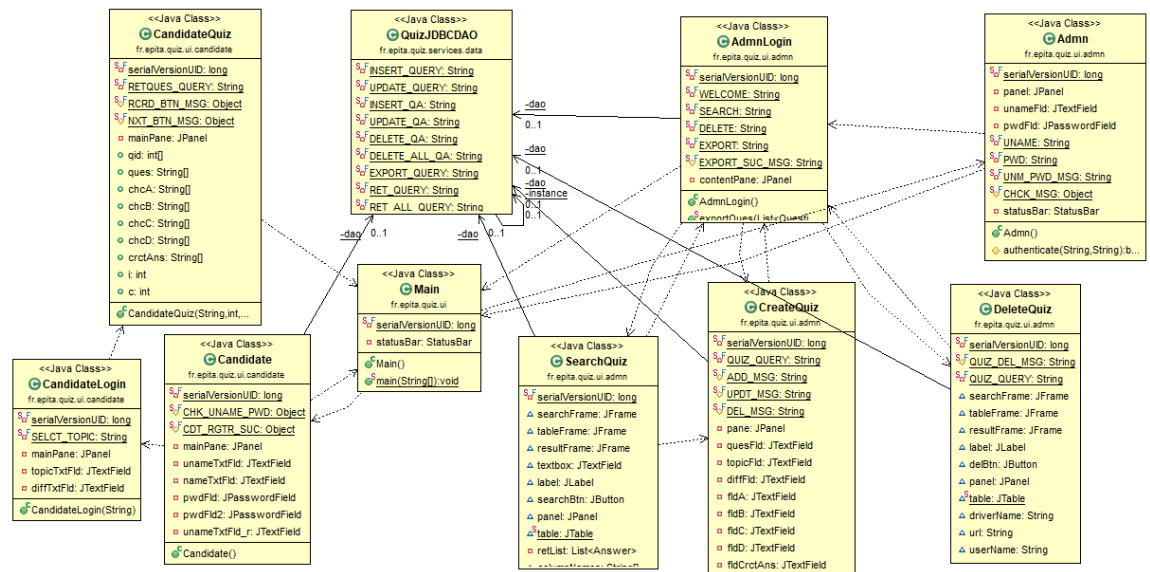 <<Java Class>>
CandidateQuiz
fr.epita.quiz.ui.candidate
serialVersionUID: long
RETQUES_QUERY: String
RCRD_BTN_MSG: Object
NXT_BTN_MSG: Object
mainPane: JPanel
qid: int[]
ques: String[]
chcA: String[]
chcB: String[]
chcC: String[]
chcD: String[]
crctAns: String[]
i: int
c: int
CandidateQuiz(String,int,...
<<Java Class>>
QuizJDBCDAO
fr.epita.quiz.services.data
INSERT_QUERY: String
UPDATE_QUERY: String
INSERT_QA: String
UPDATE_QA: String
DELETE_QA: String
DELETE_ALL_QA: String
EXPORT_QUERY: String
RET_QUERY: String
RET_ALL_QUERY: String
<<Java Class>>
AdmnLogin
fr.epita.quiz.ui.admn
serialVersionUID: long
WELCOME: String
SEARCH: String
DELETE: String
EXPORT: String
EXPORT_SUC_MSG: String
contentPane: JPanel
AdmnLogin()
exportQues(List<Questi
<<Java Class>>
Admn
fr.epita.quiz.ui.admn
serialVersionUID: long
panel: JPanel
unameFld: JTextField
pwdFld: JPasswordField
UNAME: String
PWD: String
UNM_PWD_MSG: String
CHCK_MSG: Object
statusBar: StatusBar
Admn()
authenticate(String,String):b...
-dao
0..1
-dao
0..1
-dao
-instance
0..1
0..1
0..1
-dao
0..1
-dao
0..1
<<Java Class>>
Main
fr.epita.quiz.ui
serialVersionUID: long
statusBar: StatusBar
Main()
main(String[]):void
<<Java Class>>
CandidateLogin
fr.epita.quiz.ui.candidate
serialVersionUID: long
SELCT_TOPIC: String
mainPane: JPanel
topicTxtFld: JTextField
diffTxtFld: JTextField
CandidateLogin(String)
<<Java Class>>
Candidate
fr.epita.quiz.ui.candidate
serialVersionUID: long
CHK_UNAME_PWD: Object
CDT_RGTR_SUC: Object
mainPane: JPanel
unameTxtFld: JTextField
nameTxtFld: JTextField
pwdFld: JPasswordField
pwdFld2: JPasswordField
unameTxtFld_r: JTextField
Candidate()
<<Java Class>>
SearchQuiz
fr.epita.quiz.ui.admn
serialVersionUID: long
searchFrame: JFrame
tableFrame: JFrame
resultFrame: JFrame
textbox: JTextField
label: JLabel
searchBtn: JButton
panel: JPanel
table: JTable
retList: List<Answer>
columnNames: String[]
<<Java Class>>
CreateQuiz
fr.epita.quiz.ui.admn
serialVersionUID: long
QUIZ_QUERY: String
ADD_MSG: String
UPDT_MSG: String
DEL_MSG: String
pane: JPanel
quesFld: JTextField
topicFld: JTextField
diffFld: JTextField
fldA: JTextField
fldB: JTextField
fldC: JTextField
fldD: JTextField
fldCrctAns: JTextField
<<Java Class>>
DeleteQuiz
fr.epita.quiz.ui.admn
serialVersionUID: long
QUIZ_DEL_MSG: String
QUIZ_QUERY: String
searchFrame: JFrame
tableFrame: JFrame
resultFrame: JFrame
label: JLabel
delBtn: JButton
panel: JPanel
table: JTable
driverName: String
url: String
userName: String